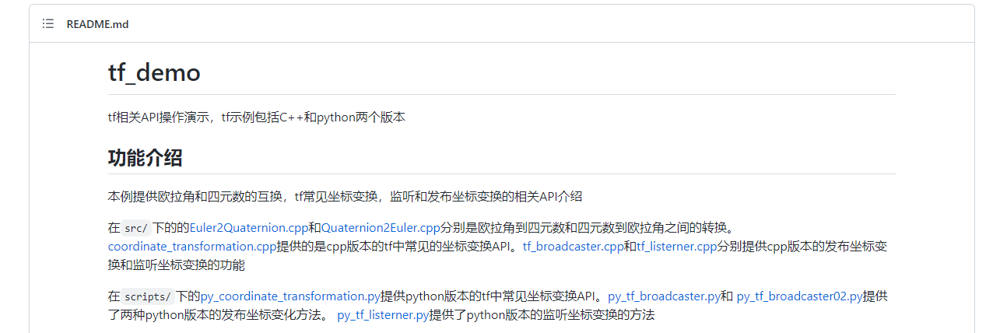 README.md
tf_demo
tf相关API操作演示，tf示例包括C++和python两个版本
功能介绍
本例提供欧拉角和四元数的互换，tf常见坐标变换，监听和发布坐标变换的相关API介绍
在 src/ 下的的Euler2Quaternion.cpp和Quaternion2Euler.cpp分别是欧拉角到四元数和四元数到欧拉角之间的转换。
coordinate_transformation.cpp提供的是cpp版本的tf中常见的坐标变换API。tf_broadcaster.cpp和tf_listerner.cpp分别提供cpp版本的发布坐标变
换和监听坐标变换的功能
在 scripts/ 下的py_coordinate_transformation.py提供python版本的tf中常见坐标变换API。py_tf_broadcaster.py和 py_tf_broadcaster02.py提供
了两种python版本的发布坐标变化方法。 py_tf_listerner.py提供了python版本的监听坐标变换的方法